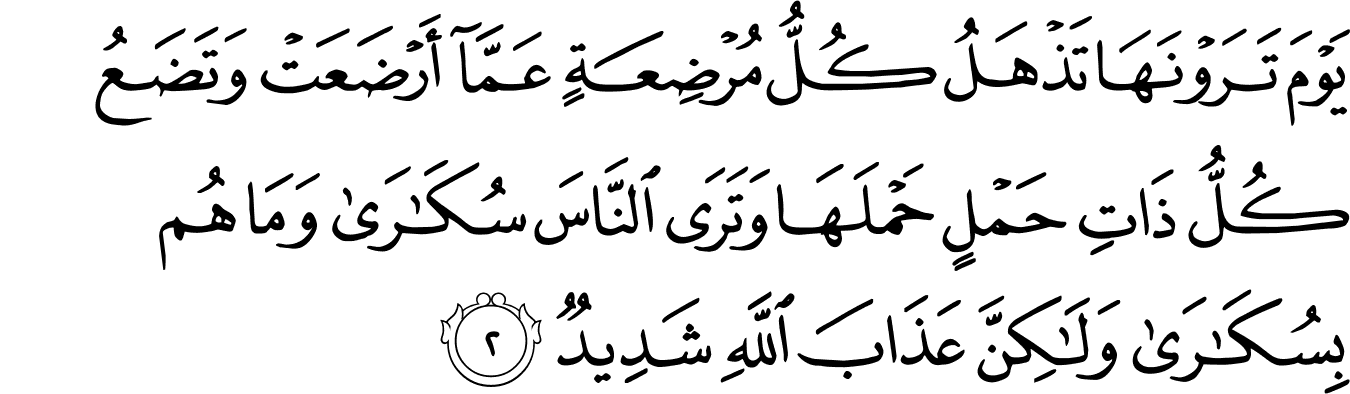 يَوْمَ تَرَوْنَهَا تَذْهَلُ كُلُّ مُرْضِعَةٍ عَمَّآ أَرْضَعَتْ وَتَضَعُ
كُلُّ ذَاتِ حَمْلٍ حَمْلَهَا وَتَرَى ٱلنَّاسَ سُكَـٰرَىٰ وَمَا هُم
بِسُكَـٰرَىٰ وَلَـٰكِنَّ عَذَابَ ٱللَّهِ شَدِيدٌ ٢